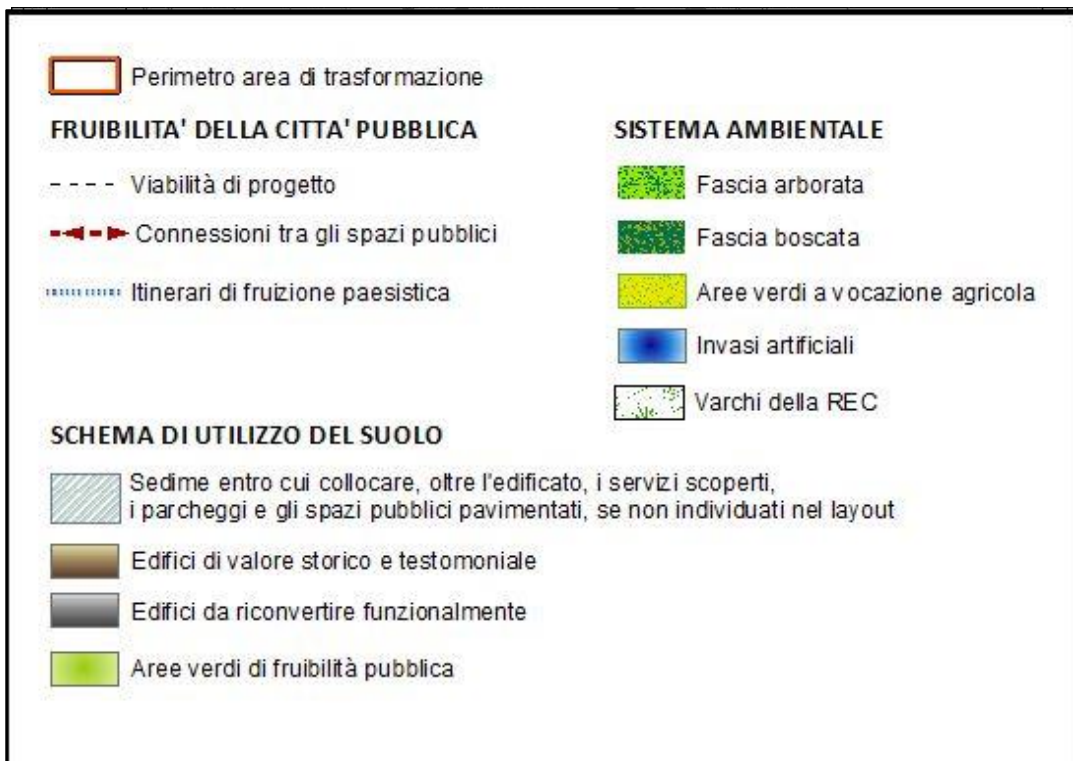 Perimetro area di trasformazione
FRUIBILITA' DELLA CITTA' PUBBLICA
Viabilità di progetto
Connessioni tra gli spazi pubblici
Itinerari di fruizione paesistica
SISTEMA AMBIENTALE
Fascia arborata
Fascia boscata
Aree verdi a vocazione agricola
Invasi artificiali
Varchi della REC
SCHEMA DI UTILIZZO DEL SUOLO
Sedime entro cui collocare, oltre l'edificato, i servizi scoperti,
i parcheggi e gli spazi pubblici pavimentati, se non individuati nel layout
Edifici di valore storico e testomoniale
Edifici da riconvertire funzionalmente
Aree verdi di fruibilità pubblica